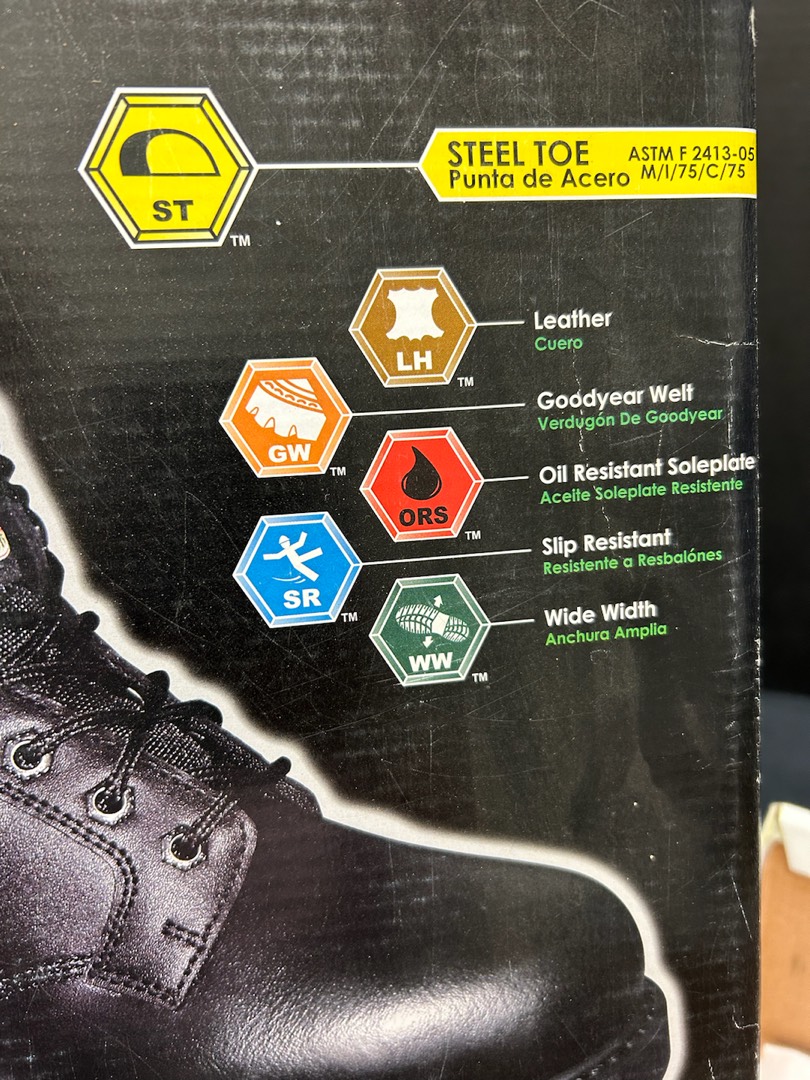 ST
TM
STEEL TOE
Punta de Acero
ASTM F 2413-05
M/I/75/C/75
LH
TM
Leather
Cuero
GW
TM
Goodyear Welt
Verdugón De Goodyear
ORS
TM
Oil Resistant Soleplate
Aceite Soleplate Resistente
SR
TM
Slip Resistant
Resistente a Resbalónes
WW
TM
Wide Width
Anchura Amplia